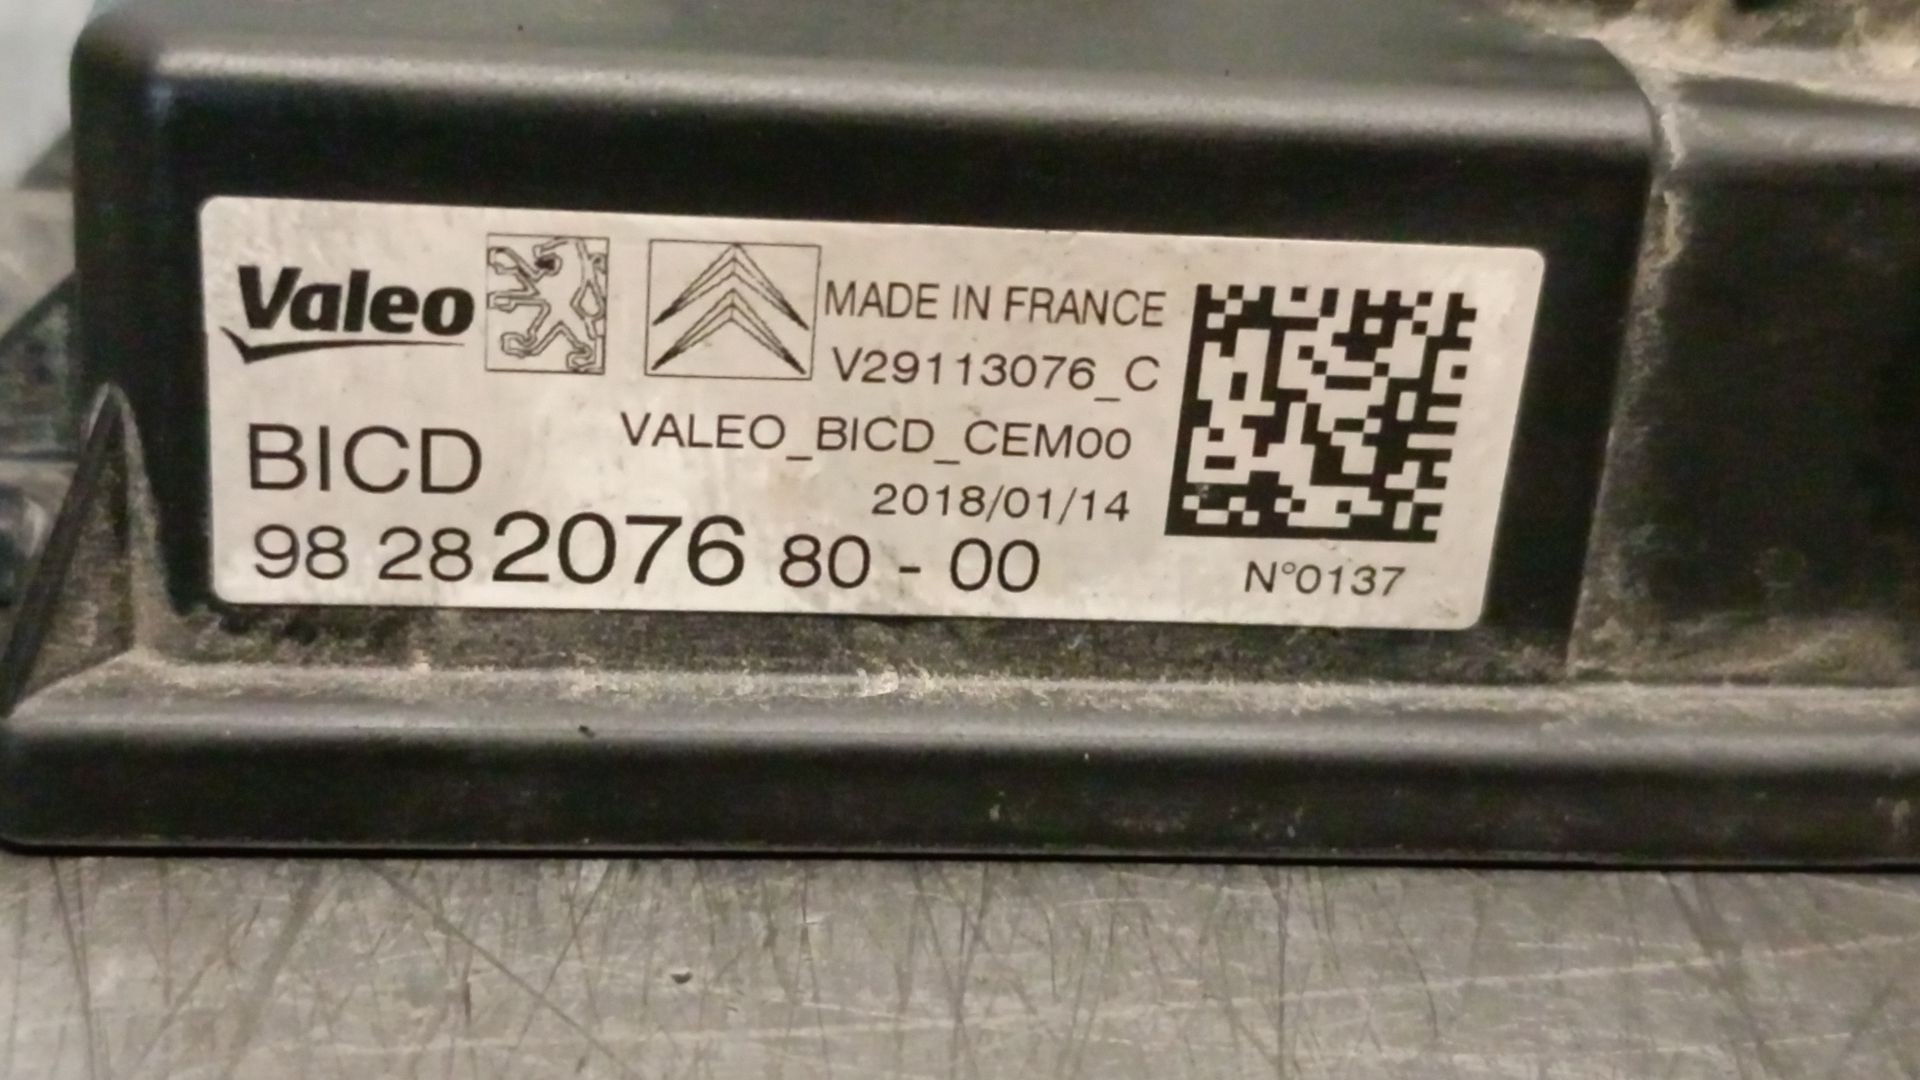 Valeo
MADE IN FRANCE
V29113076_C
VALEO_BICD_CEM00
BICD
2018/01/14
98 28 2076 80 - 00
N°0137